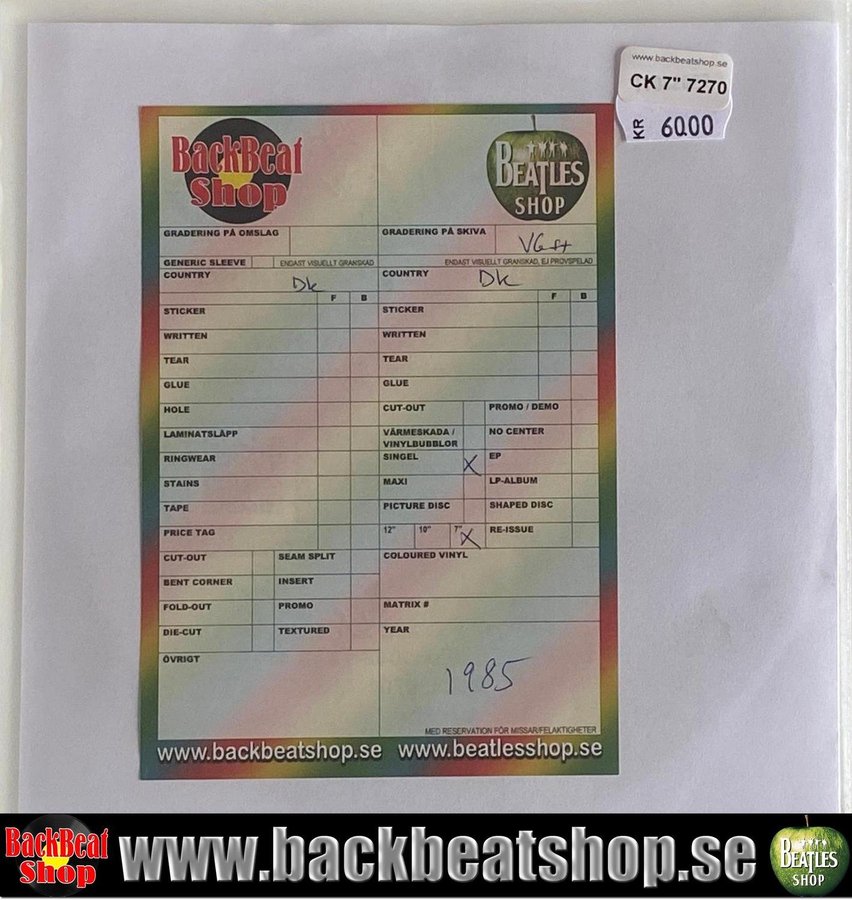 www.backbeatshop.se
CK 7" 7270
KR 60.00
BackBeat
Shop
BEATLES
SHOP
GRADERING PÅ OMSLAG
GRADERING PÅ SKIVA
VG++
GENERIC SLEEVE
ENDAST VISUELLT GRANSKAD
ENDAST VISUELLT GRANSKAD, EJ PROVSPELAD
COUNTRY Dk
COUNTRY Dk
F B
F B
STICKER
STICKER
WRITTEN
WRITTEN
TEAR
TEAR
GLUE
GLUE
HOLE
CUT-OUT
PROMO / DEMO
LAMINATSLÄPP
VÄRMESKADA /
VINYLBUBBLOR
NO CENTER
RINGWEAR
SINGEL X
EP
STAINS
MAXI
LP-ALBUM
TAPE
PICTURE DISC
SHAPED DISC
PRICE TAG
12" 10" 7" X
RE-ISSUE
CUT-OUT
SEAM SPLIT
COLOURED VINYL
BENT CORNER
INSERT
FOLD-OUT
PROMO
MATRIX #
DIE-CUT
TEXTURED
YEAR
ÖVRIGT
1985
MED RESERVATION FÖR MISSAR/FELAKTIGHETER
www.backbeatshop.se www.beatlesshop.se
BackBeat
Shop
www.backbeatshop.se
BEATLES
SHOP